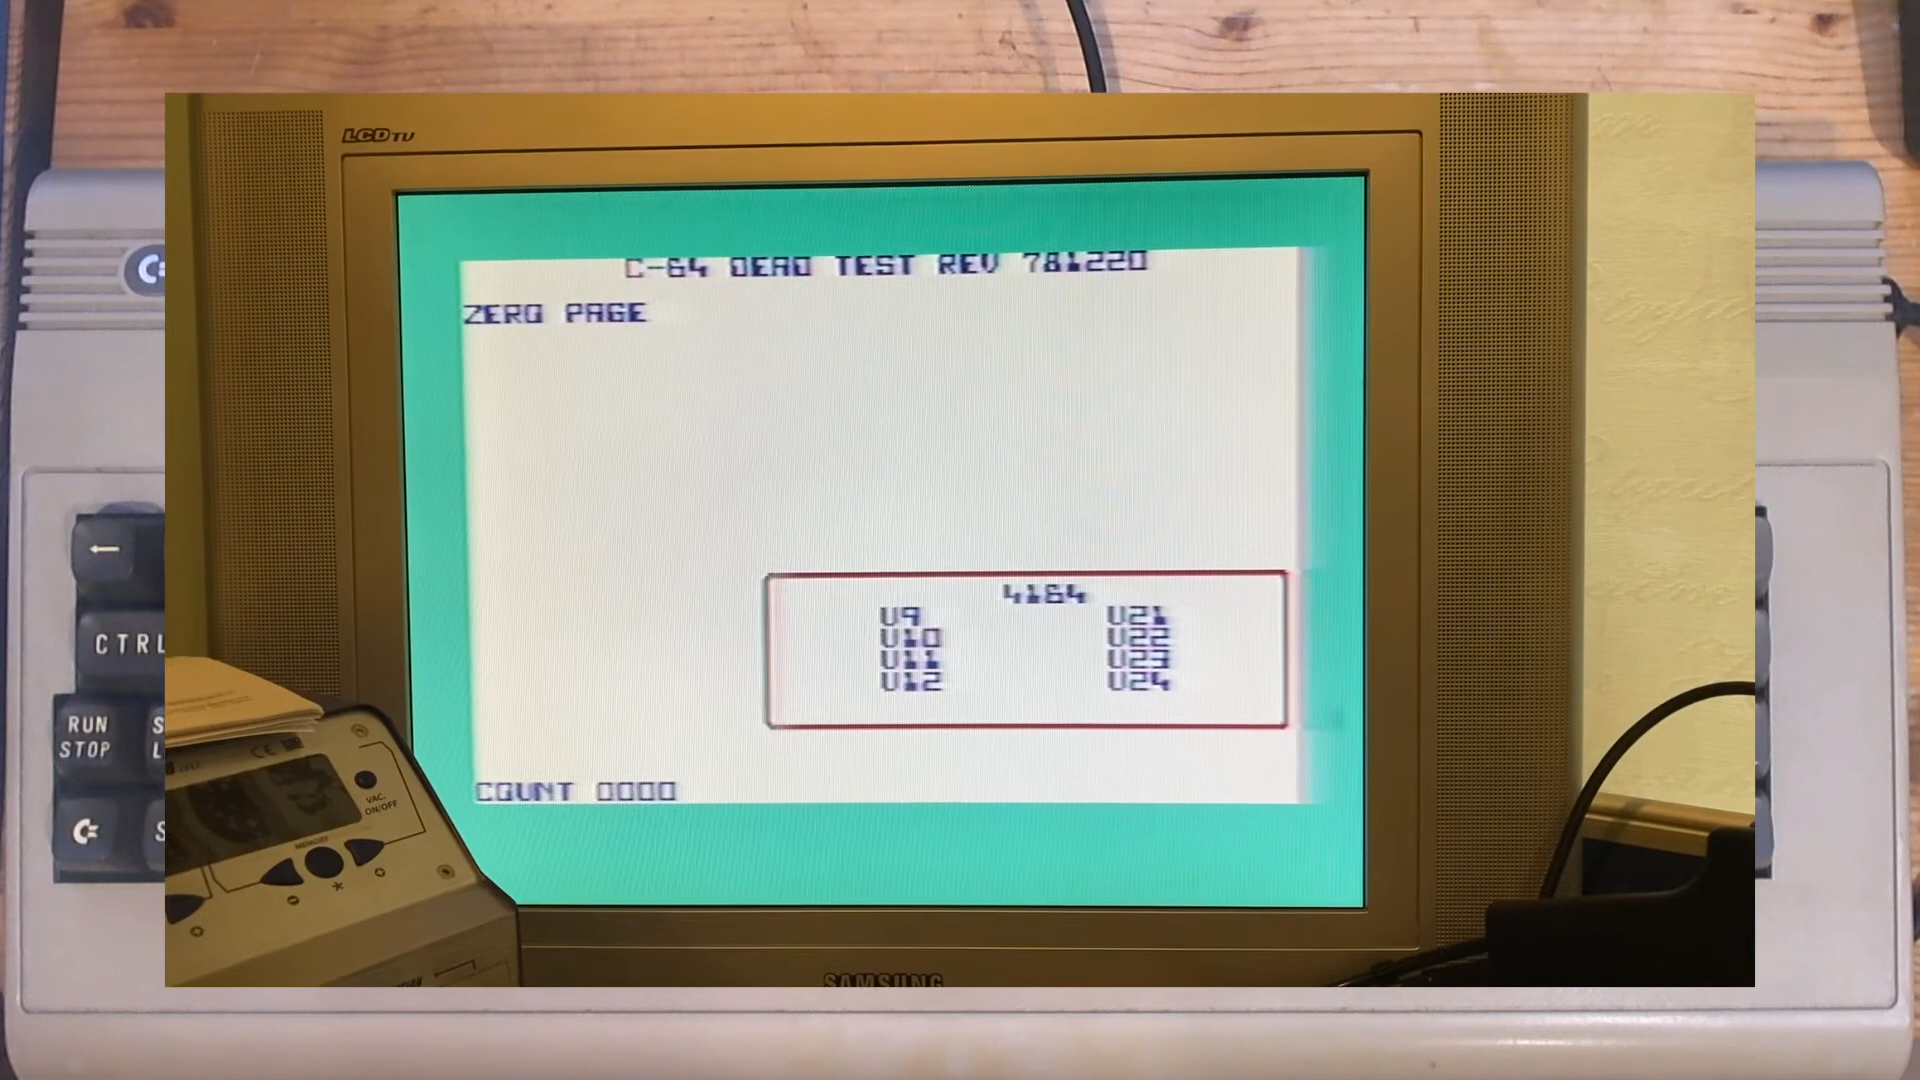 LCD TV
C-64 DEAD TEST REV 781220
ZERO PAGE
4164
U9 U21
U10 U22
U11 U23
U12 U24
COUNT 0000
SAMSUNG
←
CTRL
RUN
STOP
VAC.
ON/OFF
MEMORY
CE